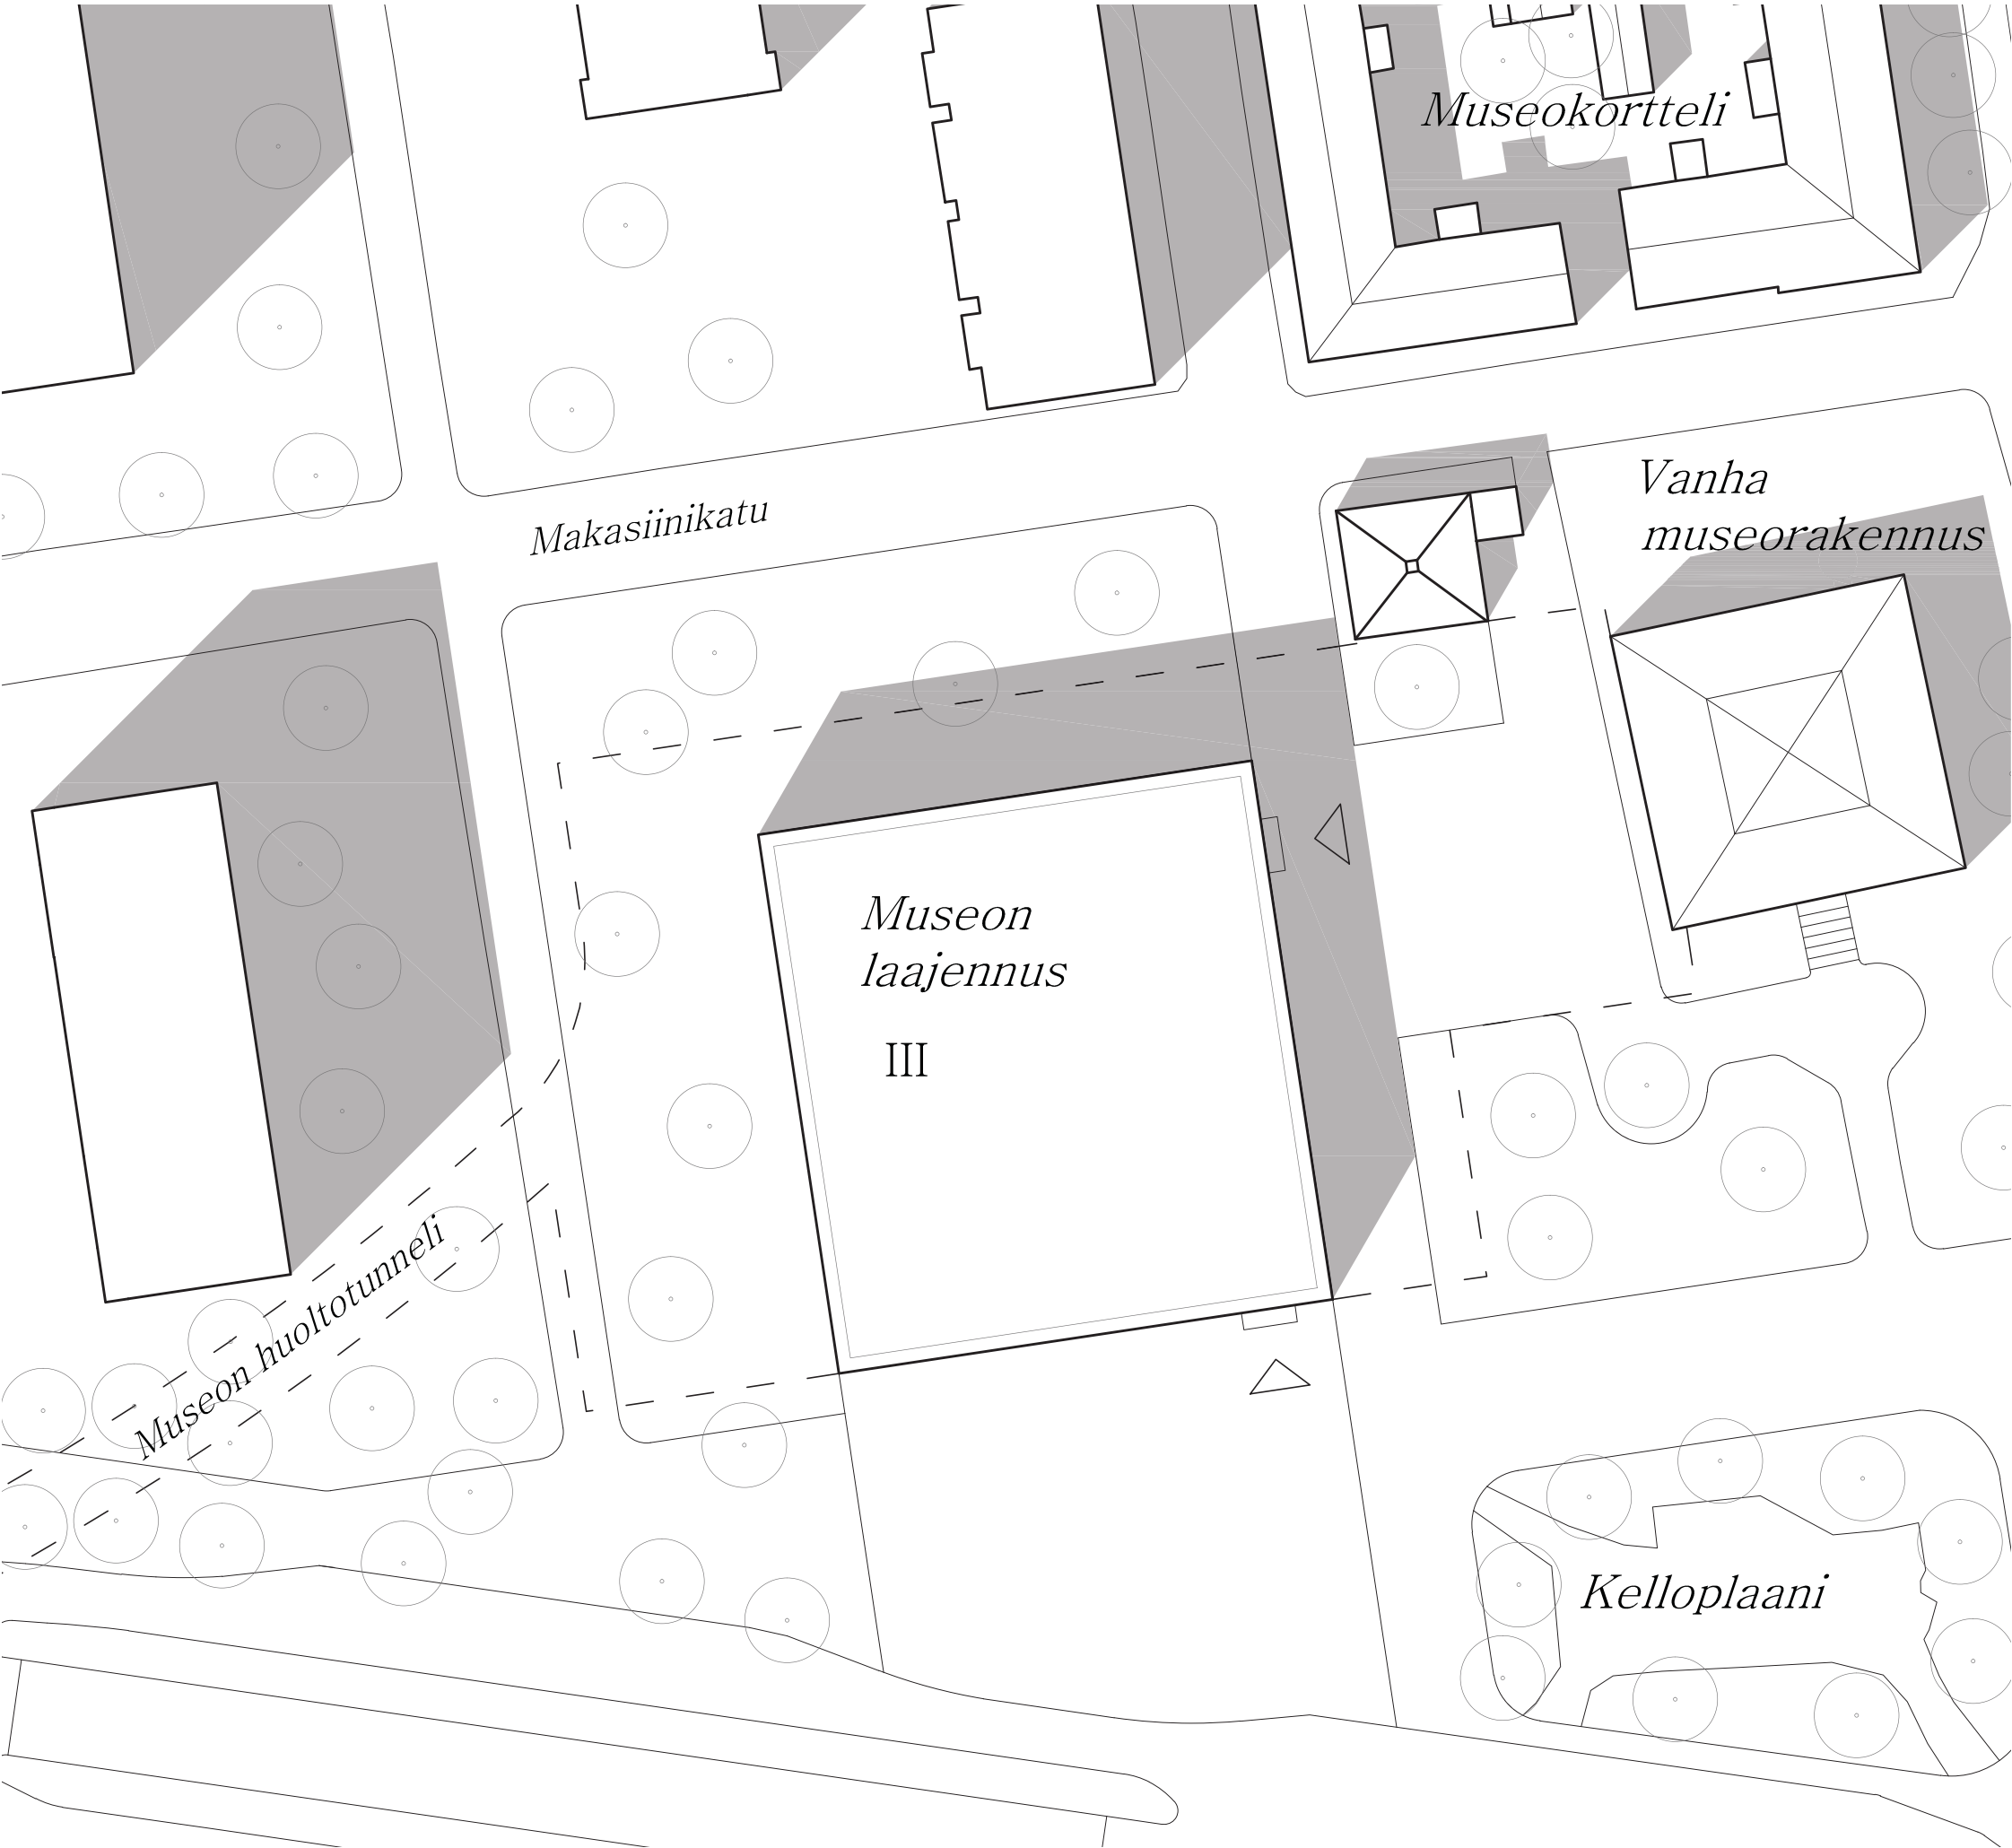 Museokortteli
Vanha
museorakennus
Makasiinikatu
Museon
laajennus
III
Museon huoltotunneli
Kelloplaani